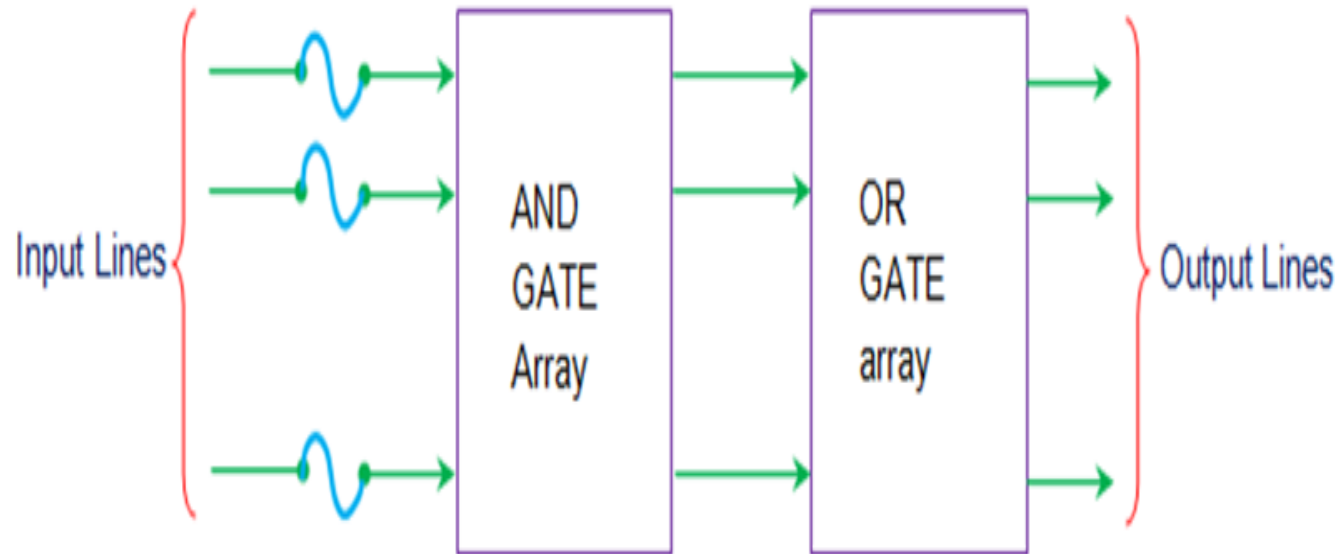 Input Lines
AND
GATE
Array
OR
GATE
array
Output Lines